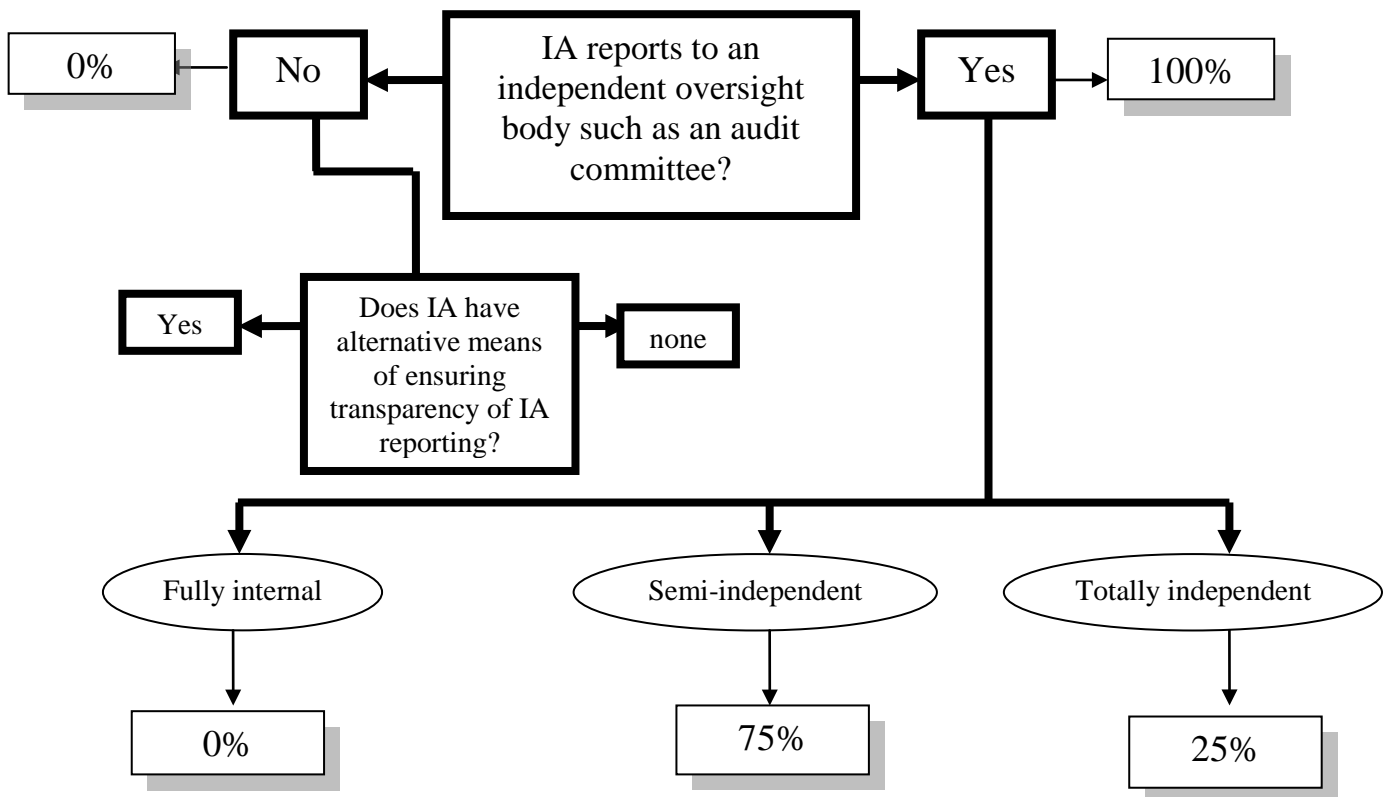 0%
No
IA reports to an
independent oversight
body such as an audit
committee?
Yes
100%
Yes
Does IA have
alternative means
of ensuring
transparency of IA
reporting?
none
Fully internal
Semi-independent
Totally independent
0%
75%
25%